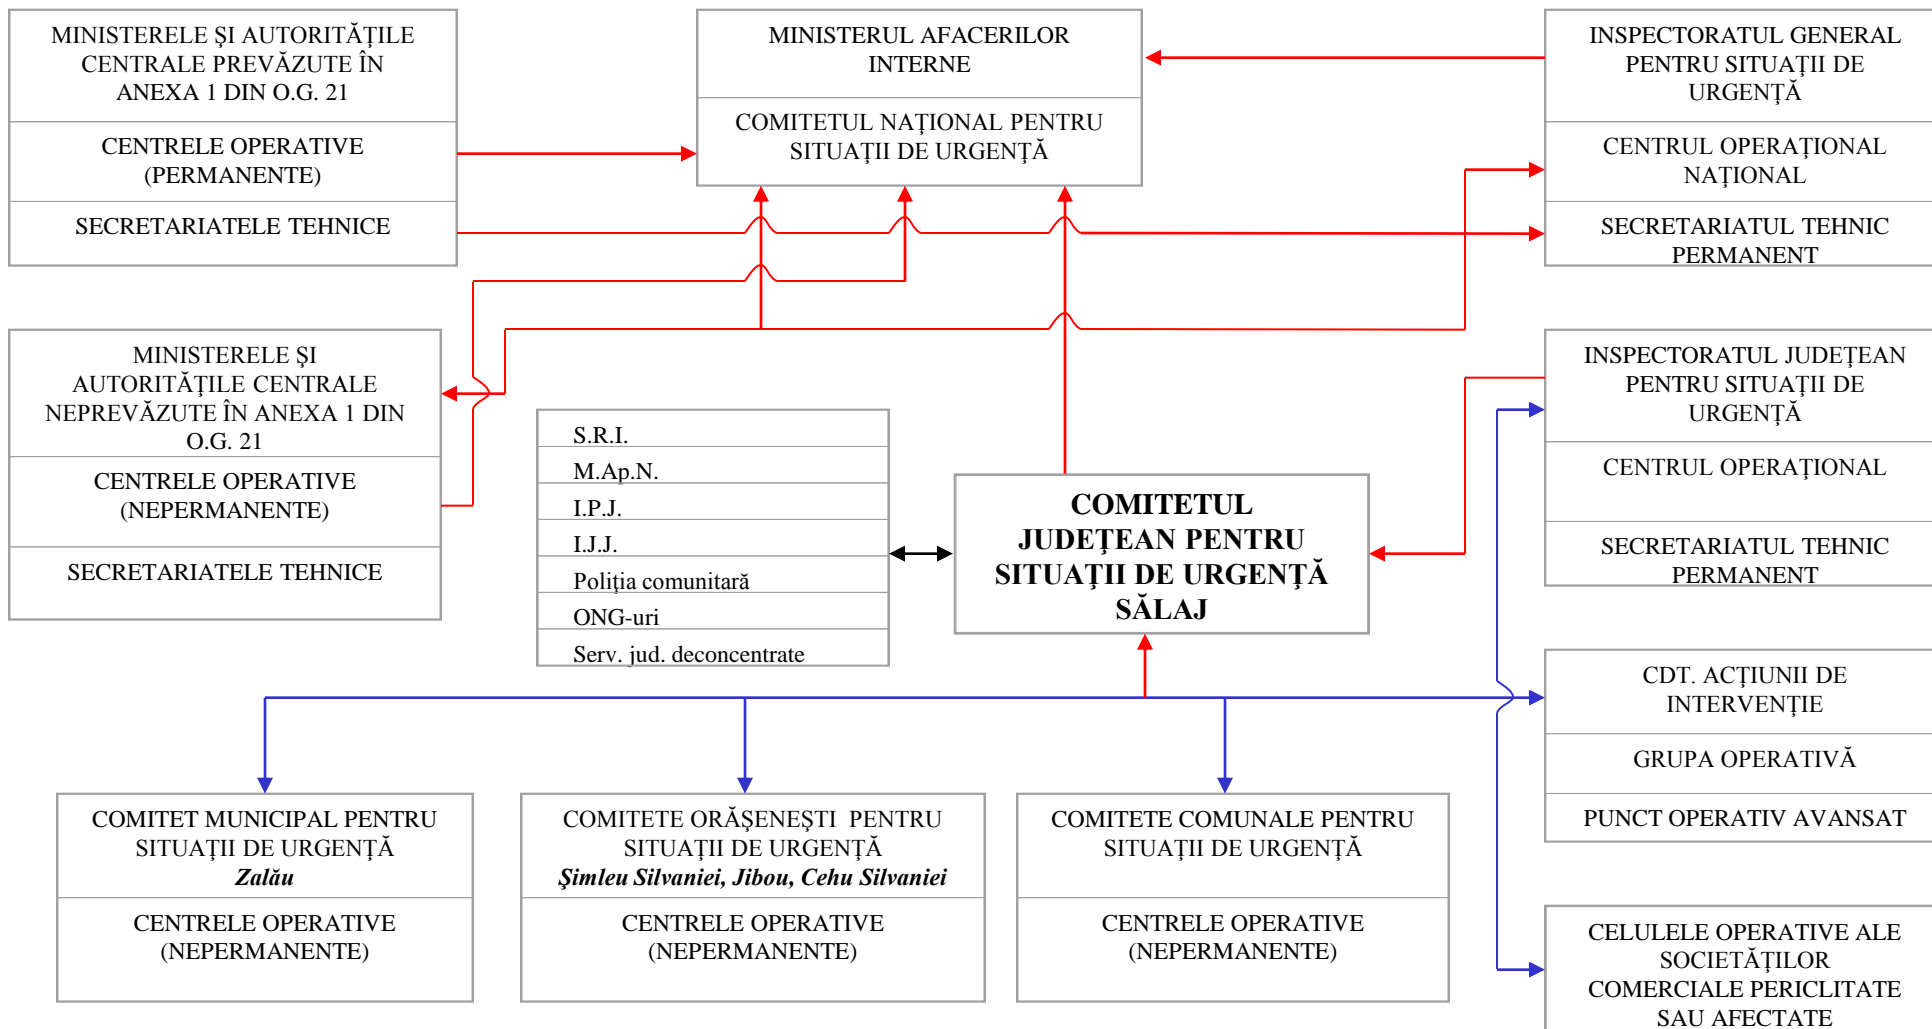 MINISTERELE ŞI AUTORITĂŢILE
CENTRALE PREVĂZUTE ÎN
ANEXA 1 DIN O.G. 21
CENTRELE OPERATIVE
(PERMANENTE)
SECRETARIATELE TEHNICE
MINISTERUL AFACERILOR
INTERNE
COMITETUL NAŢIONAL PENTRU
SITUAŢII DE URGENŢĂ
INSPECTORATUL GENERAL
PENTRU SITUAŢII DE
URGENŢĂ
CENTRUL OPERAŢIONAL
NAŢIONAL
SECRETARIATUL TEHNIC
PERMANENT
MINISTERELE ŞI
AUTORITĂŢILE CENTRALE
NEPREVĂZUTE ÎN ANEXA 1 DIN
O.G. 21
CENTRELE OPERATIVE
(NEPERMANENTE)
SECRETARIATELE TEHNICE
S.R.I.
M.Ap.N.
I.P.J.
I.J.J.
Poliţia comunitară
ONG-uri
Serv. jud. deconcentrate
COMITETUL
JUDEŢEAN PENTRU
SITUAŢII DE URGENŢĂ
SĂLAJ
INSPECTORATUL JUDEŢEAN
PENTRU SITUAŢII DE
URGENŢĂ
CENTRUL OPERAŢIONAL
SECRETARIATUL TEHNIC
PERMANENT
CDT. ACŢIUNII DE
INTERVENŢIE
GRUPA OPERATIVĂ
PUNCT OPERATIV AVANSAT
COMITET MUNICIPAL PENTRU
SITUAŢII DE URGENŢĂ
Zalău
CENTRELE OPERATIVE
(NEPERMANENTE)
COMITETE ORĂŞENEŞTI PENTRU
SITUAŢII DE URGENŢĂ
Şimleu Silvaniei, Jibou, Cehu Silvaniei
CENTRELE OPERATIVE
(NEPERMANENTE)
COMITETE COMUNALE PENTRU
SITUAŢII DE URGENŢĂ
CENTRELE OPERATIVE
(NEPERMANENTE)
CELULELE OPERATIVE ALE
SOCIETĂŢILOR
COMERCIALE PERICLITATE
SAU AFECTATE